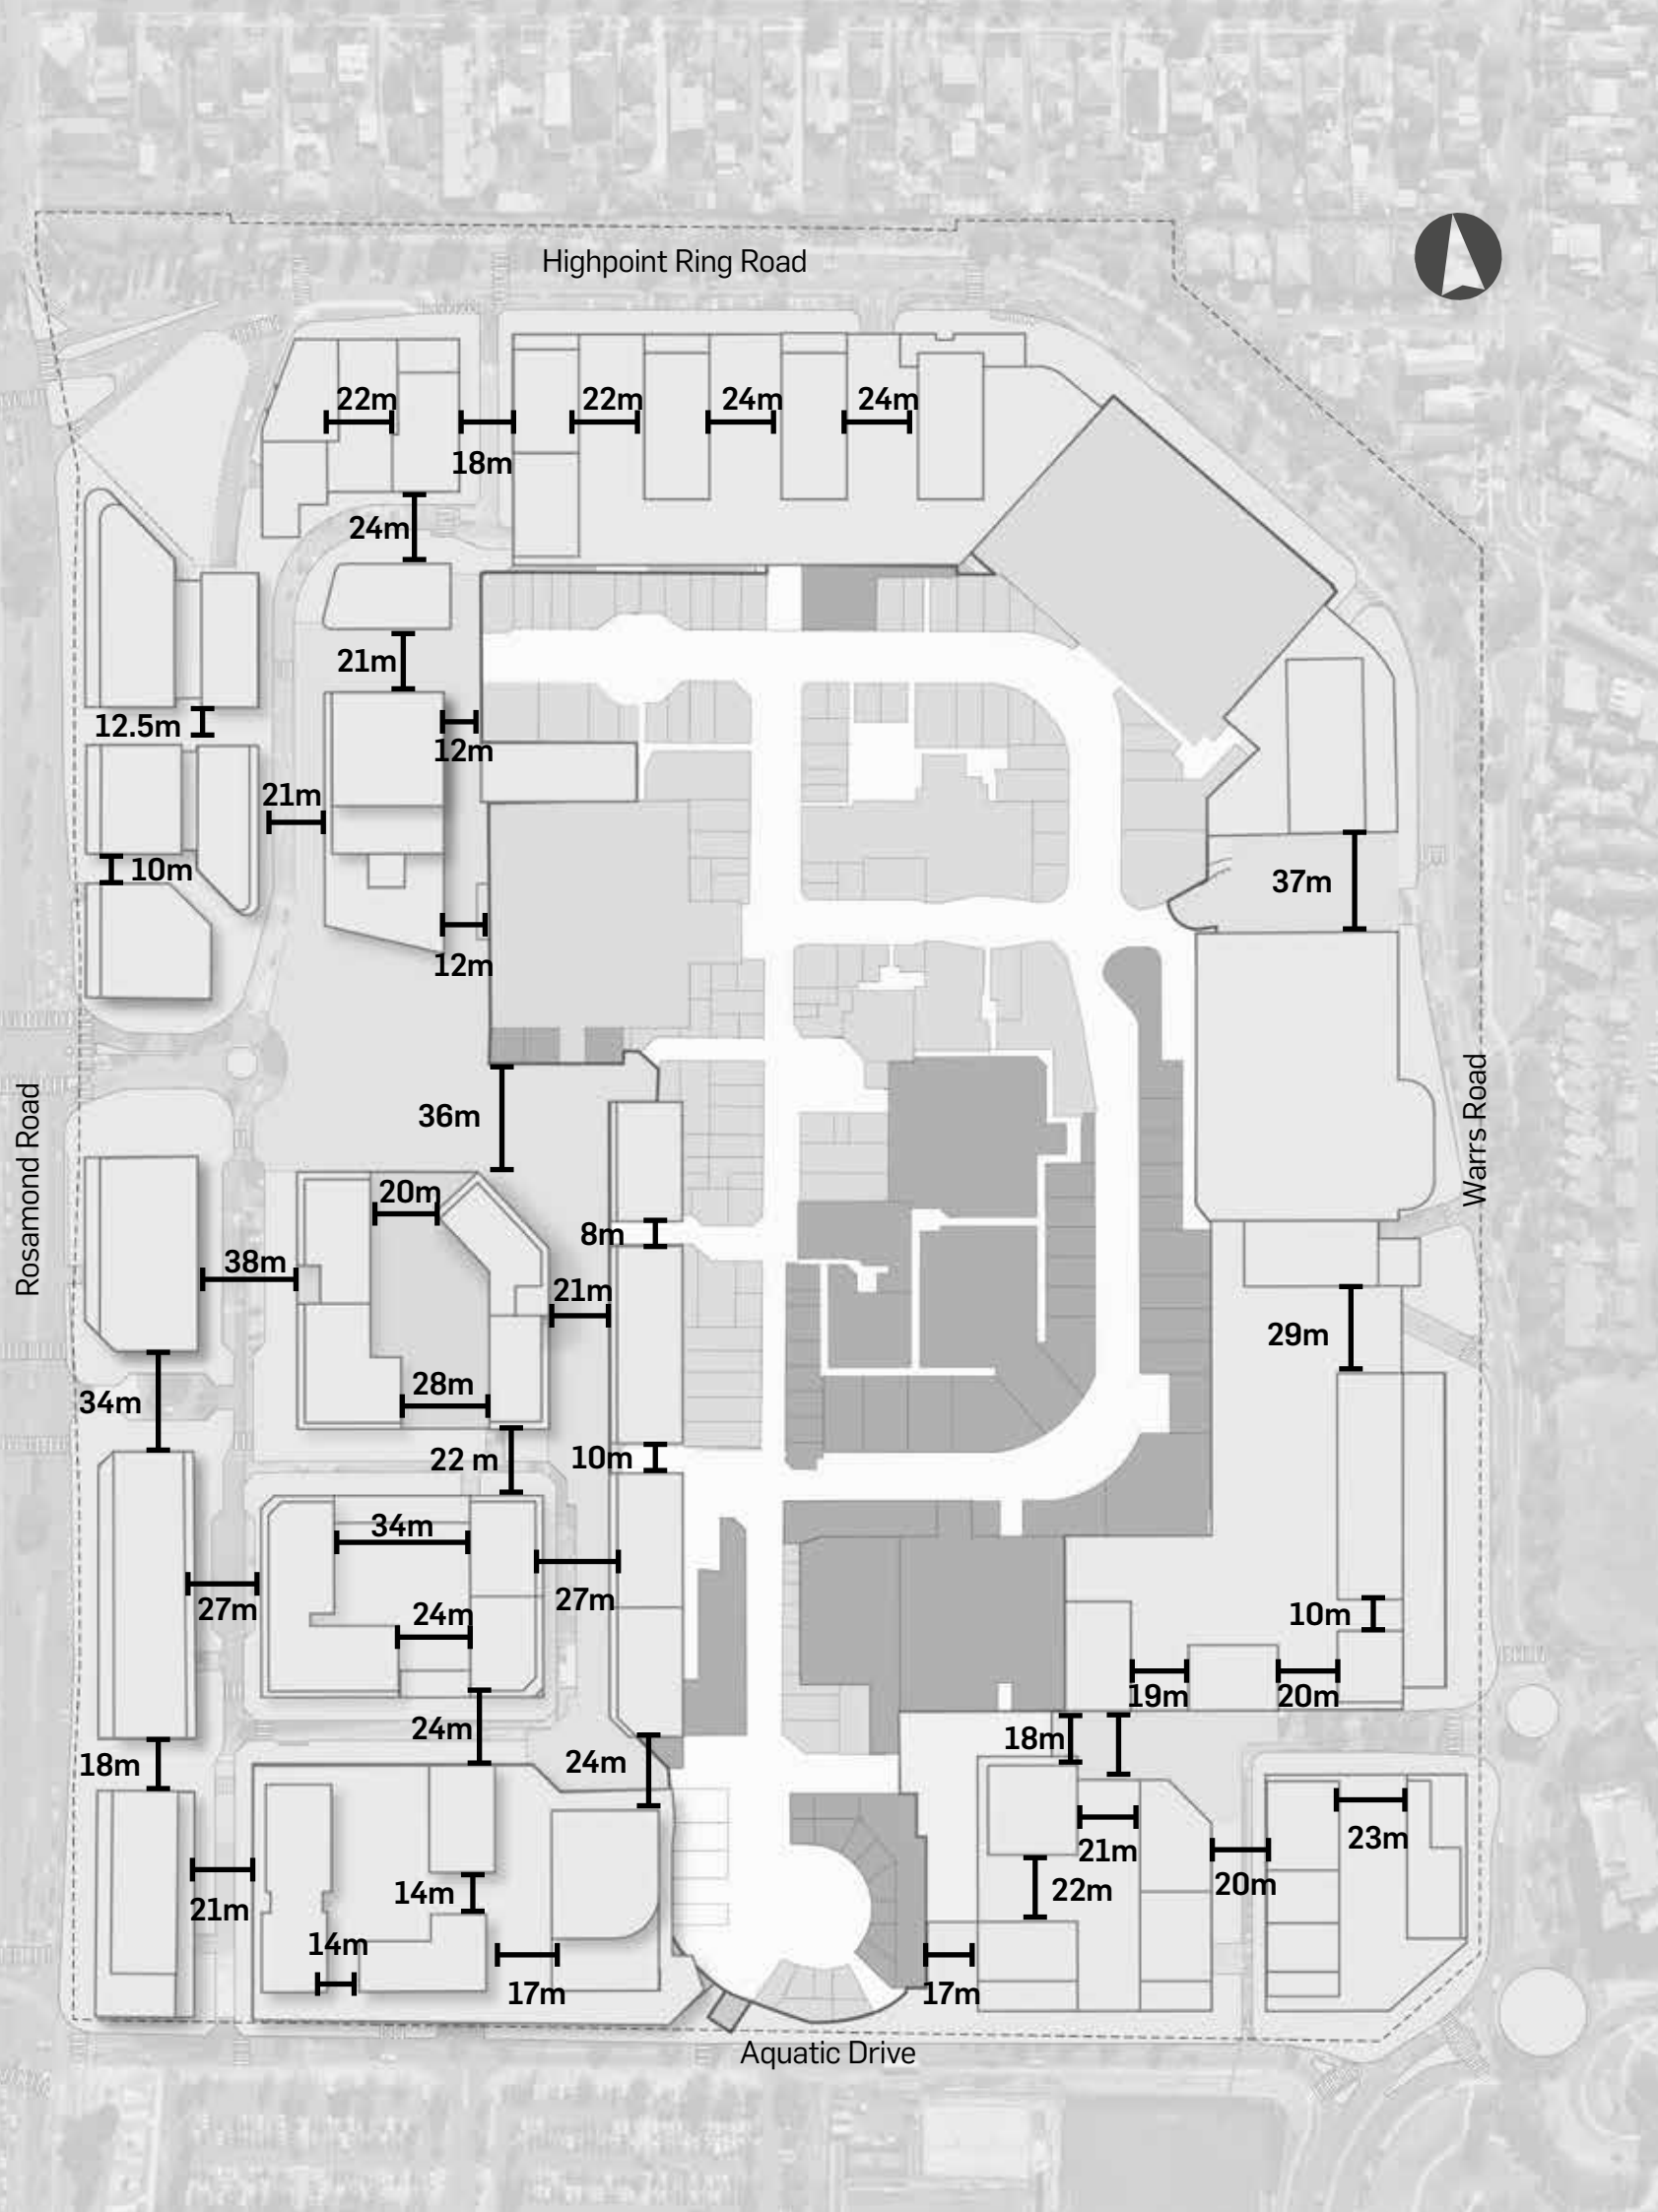 Highpoint Ring Road
22m
22m
24m
24m
18m
24m
21m
12.5m
12m
21m
10m
37m
12m
Rosamond Road
Warrs Road
36m
20m
8m
38m
21m
29m
28m
34m
22 m
10m
34m
27m
27m
24m
10m
19m
20m
24m
18m
24m
18m
23m
21m
20m
22m
14m
21m
14m
17m
17m
Aquatic Drive